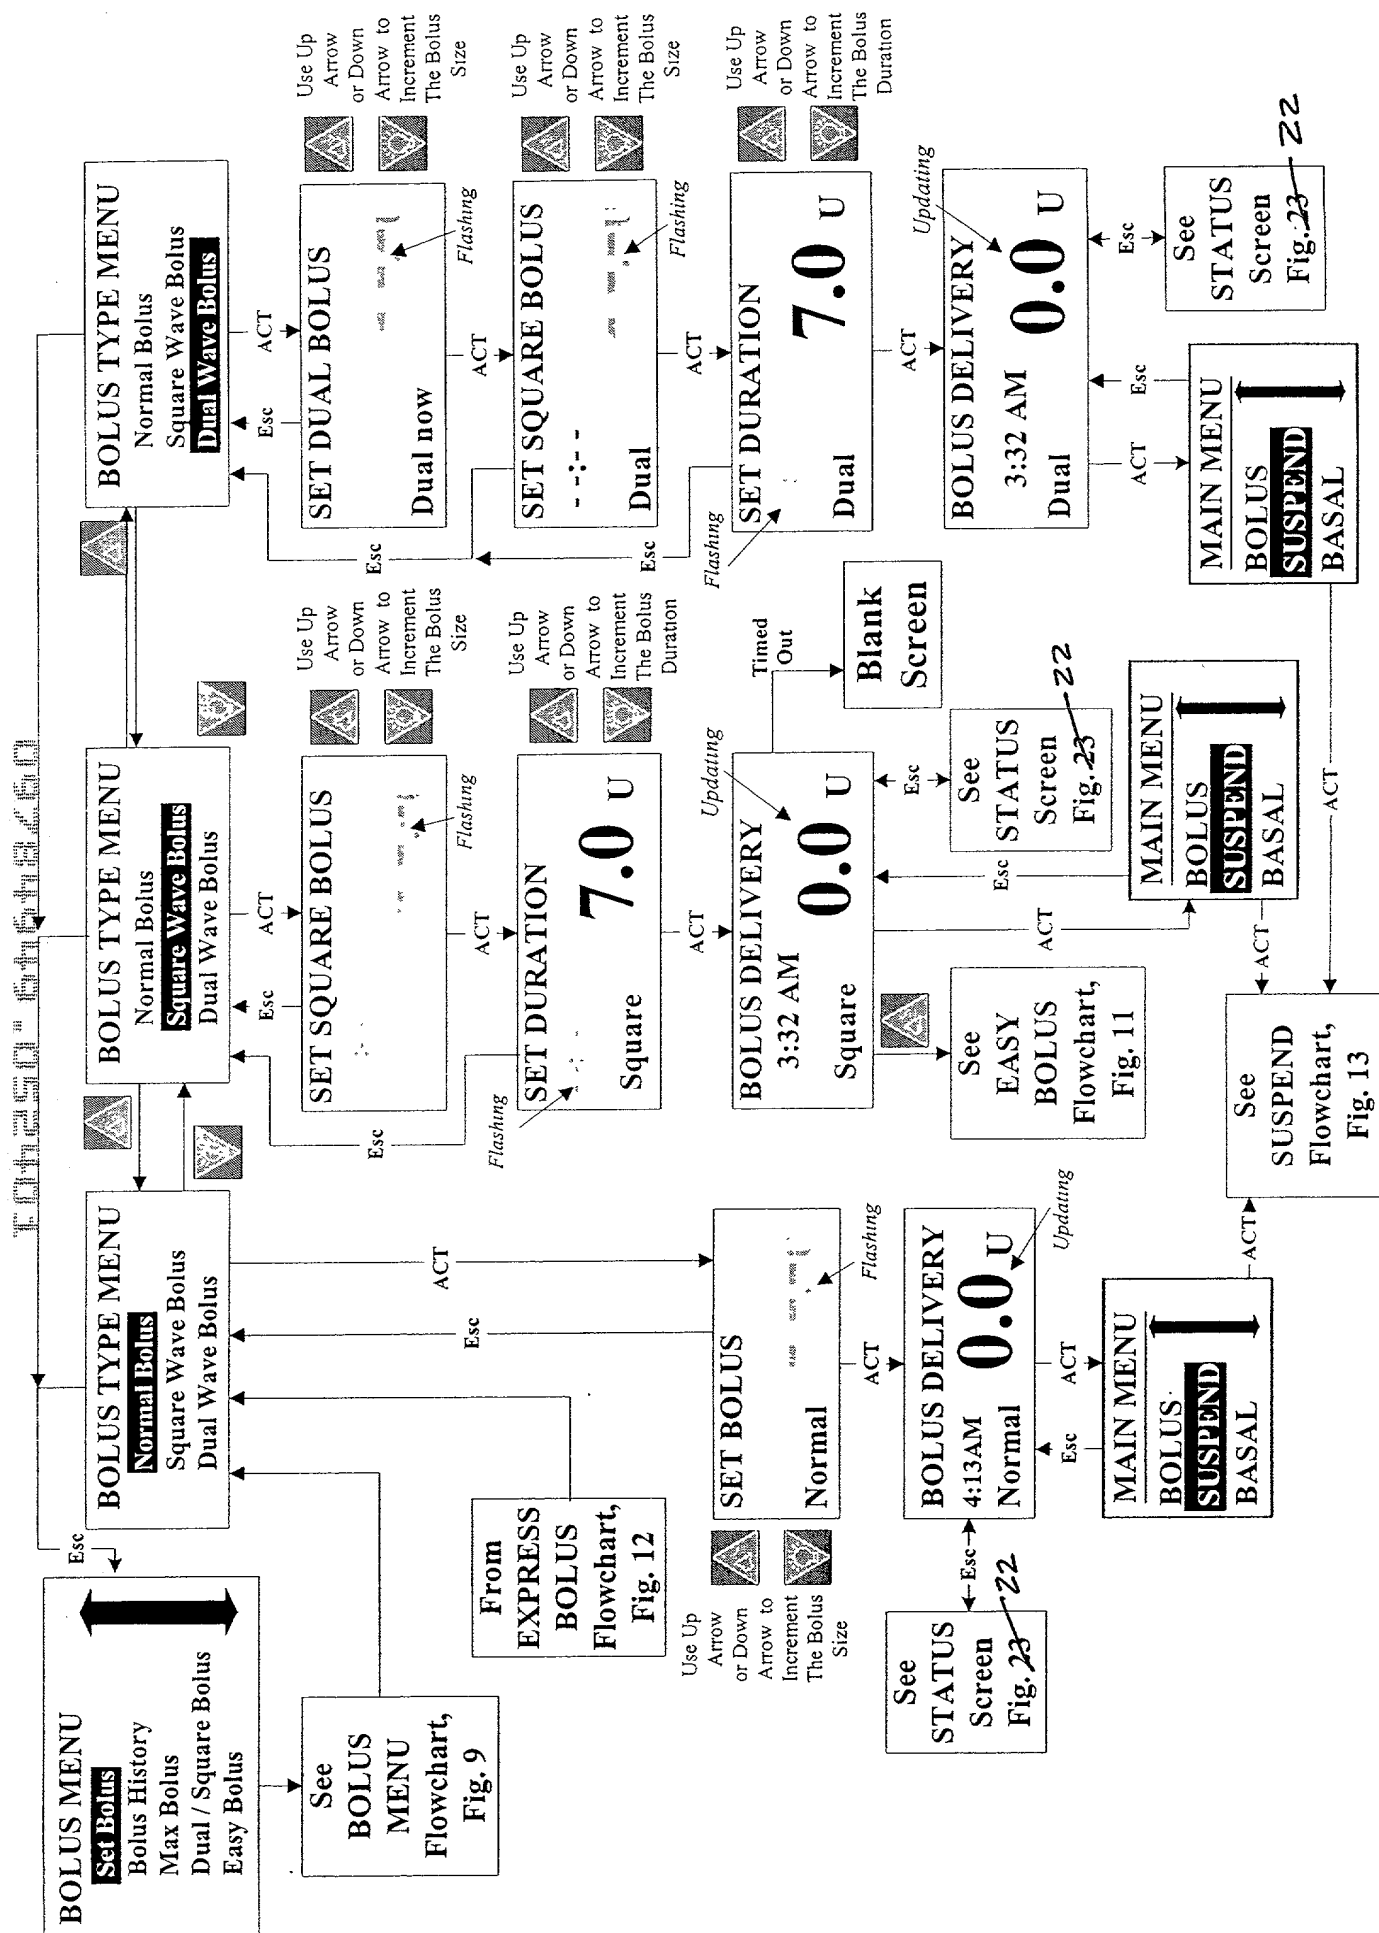 BOLUS MENU
Set Bolus
Bolus History
Max Bolus
Dual / Square Bolus
Easy Bolus
See
BOLUS
MENU
Flowchart,
Fig. 9
Esc
BOLUS TYPE MENU
Normal Bolus
Square Wave Bolus
Dual Wave Bolus
From
EXPRESS
BOLUS
Flowchart,
Fig. 12
Esc
ACT
Use Up
Arrow
or Down
Arrow to
Increment
The Bolus
Size
SET BOLUS
Normal
Flashing
ACT
See
STATUS
Screen
Fig. 23 22
Esc
BOLUS DELIVERY
4:13AM
0.0 U
Normal
Updating
Esc
ACT
MAIN MENU
BOLUS
SUSPEND
BASAL
ACT
See
SUSPEND
Flowchart,
Fig. 13
BOLUS TYPE MENU
Normal Bolus
Square Wave Bolus
Dual Wave Bolus
Esc
ACT
SET SQUARE BOLUS
Flashing
Use Up
Arrow
or Down
Arrow to
Increment
The Bolus
Size
Esc
ACT
Flashing
SET DURATION
7.0 U
Square
Use Up
Arrow
or Down
Arrow to
Increment
The Bolus
Duration
ACT
BOLUS DELIVERY
3:32 AM
0.0 U
Square
Updating
Timed
Out
Blank
Screen
See
EASY
BOLUS
Flowchart,
Fig. 11
ACT
Esc
Esc
See
STATUS
Screen
Fig. 23 22
MAIN MENU
BOLUS
SUSPEND
BASAL
ACT
BOLUS TYPE MENU
Normal Bolus
Square Wave Bolus
Dual Wave Bolus
Esc
ACT
SET DUAL BOLUS
Dual now
Flashing
Use Up
Arrow
or Down
Arrow to
Increment
The Bolus
Size
Esc
ACT
SET SQUARE BOLUS
--:--
Dual
Flashing
Use Up
Arrow
or Down
Arrow to
Increment
The Bolus
Size
Esc
ACT
Flashing
SET DURATION
7.0 U
Dual
Use Up
Arrow
or Down
Arrow to
Increment
The Bolus
Duration
ACT
BOLUS DELIVERY
3:32 AM
0.0 U
Dual
Updating
ACT
Esc
Esc
See
STATUS
Screen
Fig. 23 22
MAIN MENU
BOLUS
SUSPEND
BASAL
ACT